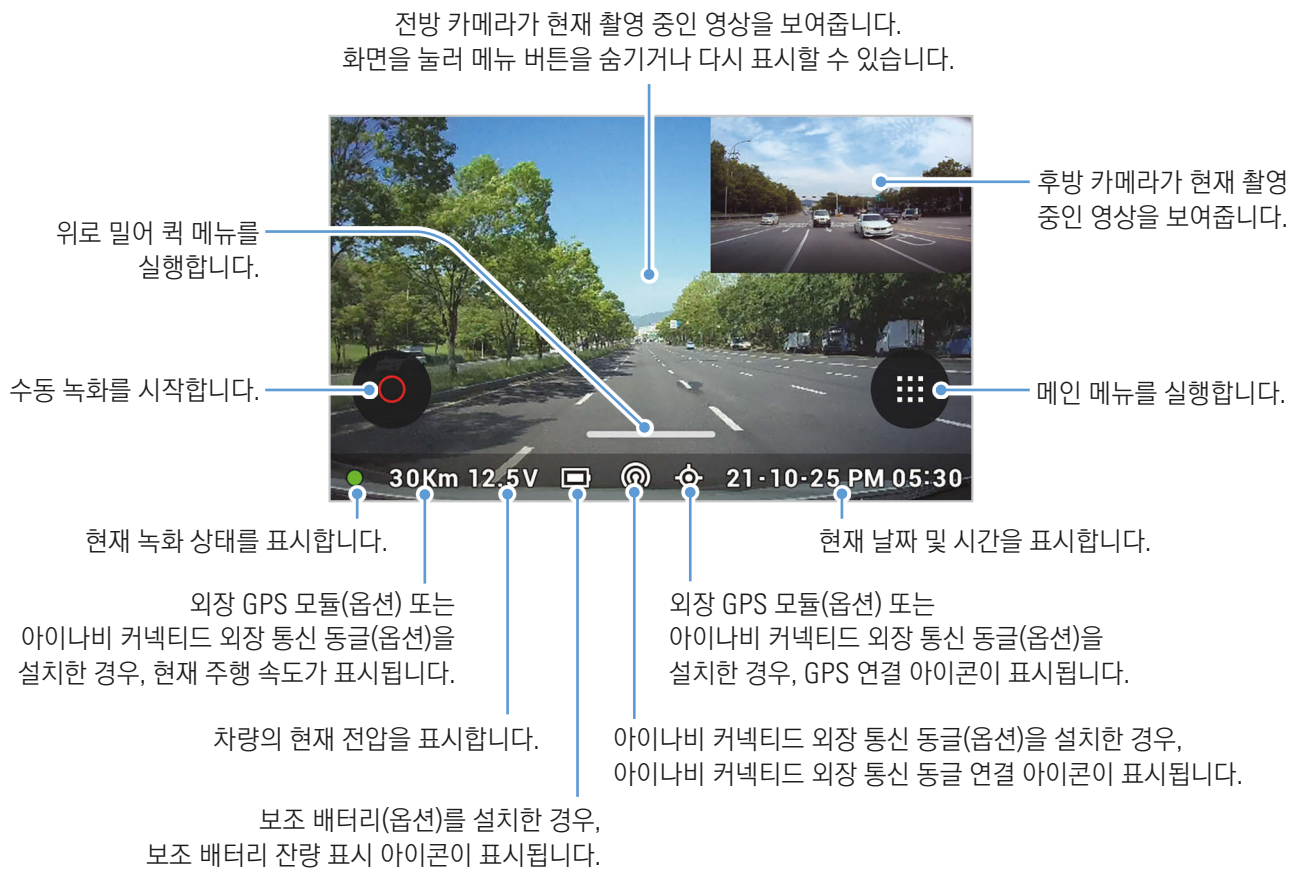 전방 카메라가 현재 촬영 중인 영상을 보여줍니다.
화면을 눌러 메뉴 버튼을 숨기거나 다시 표시할 수 있습니다.
후방 카메라가 현재 촬영
중인 영상을 보여줍니다.
위로 밀어 퀵 메뉴를
실행합니다.
수동 녹화를 시작합니다.
메인 메뉴를 실행합니다.
30Km 12.5V 21-10-25 PM 05:30
현재 녹화 상태를 표시합니다.
현재 날짜 및 시간을 표시합니다.
외장 GPS 모듈(옵션) 또는
아이나비 커넥티드 외장 통신 동글(옵션)을
설치한 경우, 현재 주행 속도가 표시됩니다.
외장 GPS 모듈(옵션) 또는
아이나비 커넥티드 외장 통신 동글(옵션)을
설치한 경우, GPS 연결 아이콘이 표시됩니다.
차량의 현재 전압을 표시합니다.
아이나비 커넥티드 외장 통신 동글(옵션)을 설치한 경우,
아이나비 커넥티드 외장 통신 동글 연결 아이콘이 표시됩니다.
보조 배터리(옵션)를 설치한 경우,
보조 배터리 잔량 표시 아이콘이 표시됩니다.